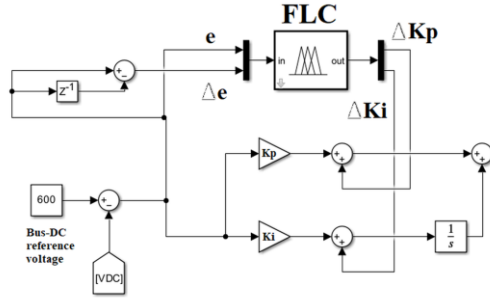 FLC
e
ΔKp
in
out
Δe
Z⁻¹
ΔKi
+
−
Kp
+
+
+
+
600
+
−
Bus-DC
reference
voltage
Ki
+
+
1
s
[VDC]